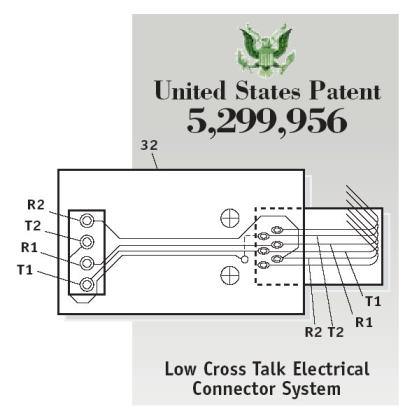 United States Patent
5,299,956
32
R2
T2
R1
T1
T1
R1
R2 T2
Low Cross Talk Electrical
Connector System